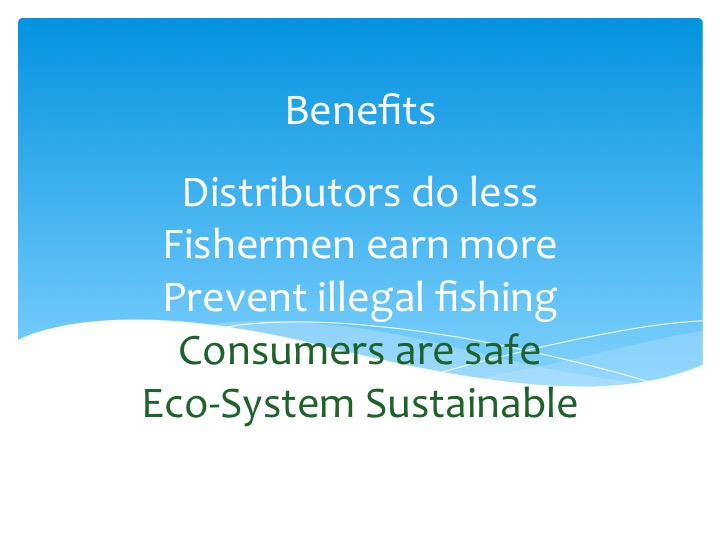 Benefits
Distributors do less
Fishermen earn more
Prevent illegal fishing
Consumers are safe
Eco-System Sustainable